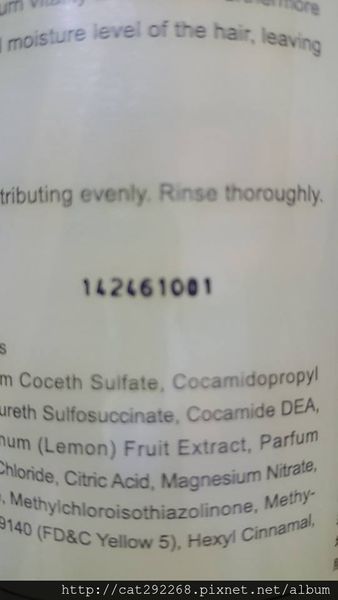 moisture level of the hair, leaving
tributing evenly. Rinse thoroughly.
142461001
s
m Coceth Sulfate, Cocamidopropyl
ureth Sulfosuccinate, Cocamide DEA,
num (Lemon) Fruit Extract, Parfum
Chloride, Citric Acid, Magnesium Nitrate,
, Methylchloroisothiazolinone, Methy-
9140 (FD&C Yellow 5), Hexyl Cinnamal,
http://cat292268.pixnet.net/album